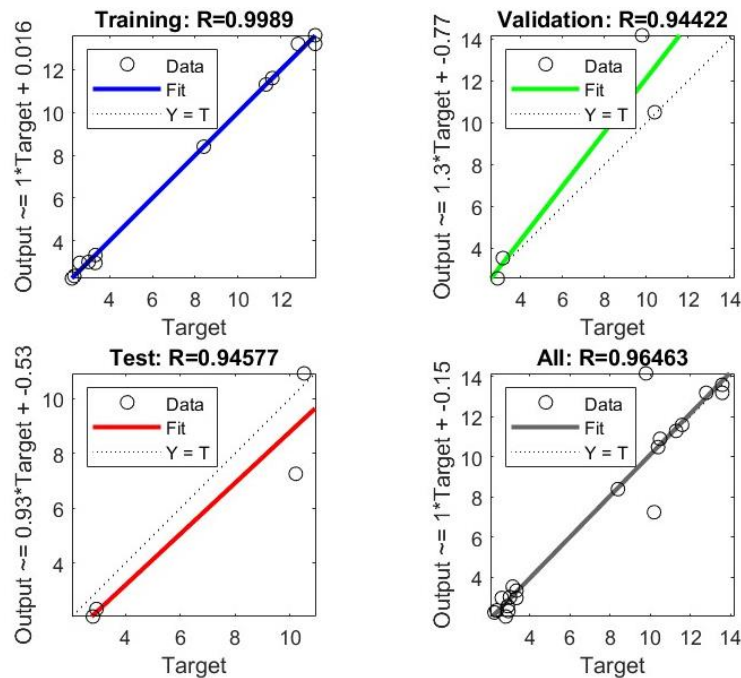 Training: R=0.9989
Output ~= 1*Target + 0.016
12
10
8
6
4
Data
Fit
Y = T
4 6 8 10 12
Target
Validation: R=0.94422
Output ~= 1.3*Target + -0.77
14
12
10
8
6
4
Data
Fit
Y = T
4 6 8 10 12 14
Target
Test: R=0.94577
Output ~= 0.93*Target + -0.53
10
8
6
4
Data
Fit
Y = T
4 6 8 10
Target
All: R=0.96463
Output ~= 1*Target + -0.15
14
12
10
8
6
4
Data
Fit
Y = T
4 6 8 10 12 14
Target